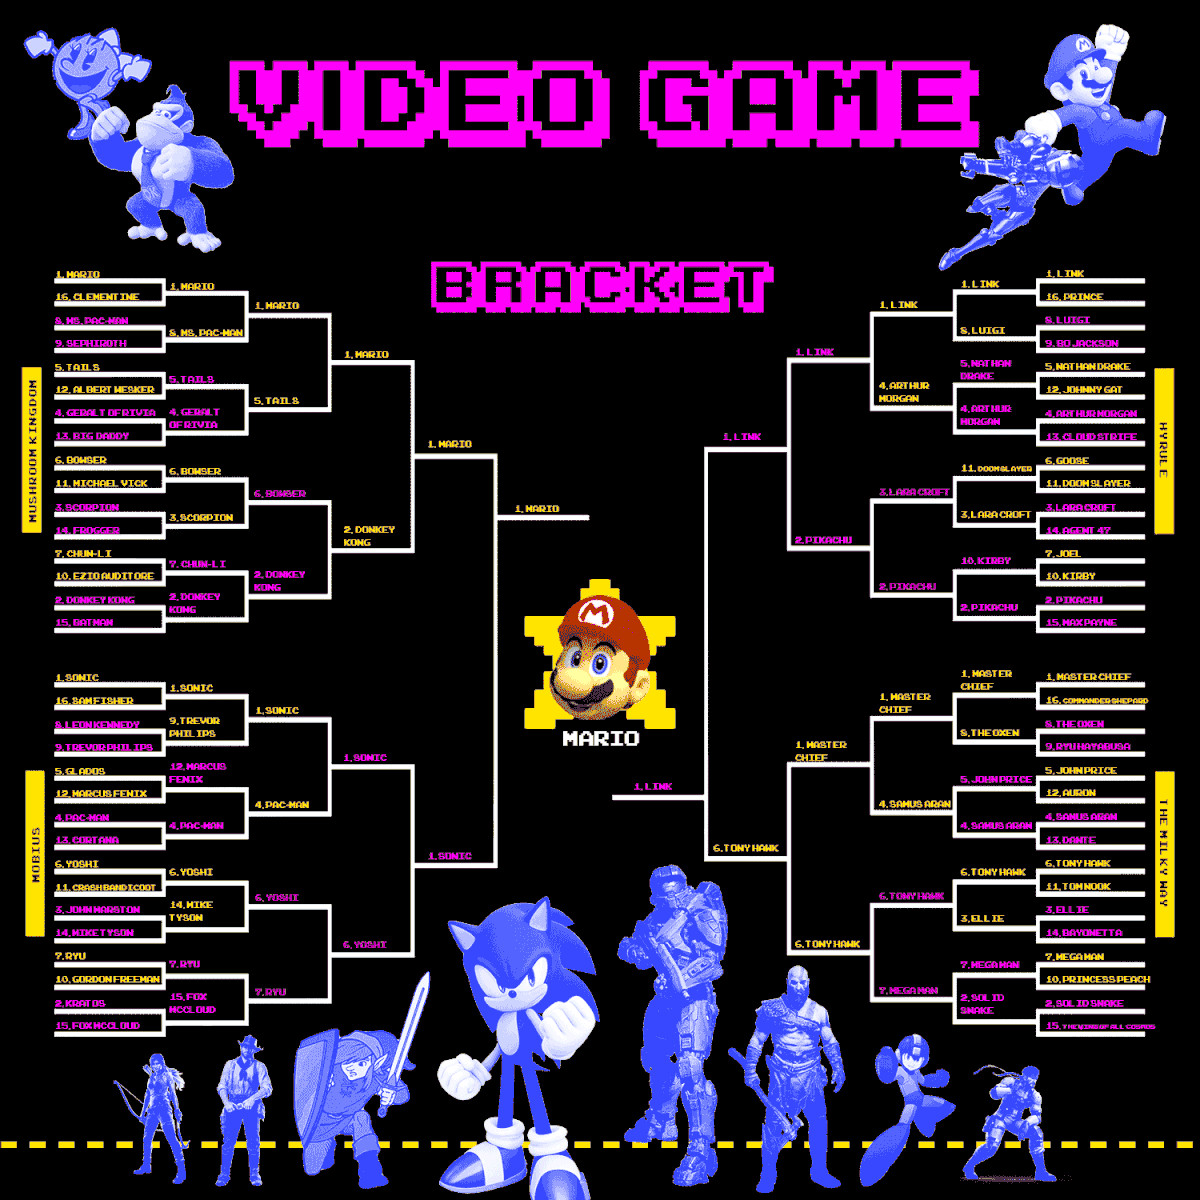 VIDEO GAME
BRACKET
MUSHROOM KINGDOM
1. MARIO
16. CLEMENTINE
8. MS. PAC-MAN
9. SEPHIROTH
5. TAILS
12. ALBERT WESKER
4. GERALT OF RIVIA
13. BIG DADDY
6. BOWSER
11. MICHAEL VICK
3. SCORPION
14. FROGGER
7. CHUN-LI
10. EZIO AUDITORE
2. DONKEY KONG
15. BATMAN
1. MARIO
8. MS. PAC-MAN
5. TAILS
4. GERALT
OF RIVIA
6. BOWSER
3. SCORPION
7. CHUN-LI
2. DONKEY
KONG
1. MARIO
5. TAILS
6. BOWSER
2. DONKEY
KONG
1. MARIO
2. DONKEY
KONG
1. MARIO
MOBIUS
1. SONIC
16. SAM FISHER
8. LEON KENNEDY
9. TREVOR PHILIPS
5. GLADOS
12. MARCUS FENIX
4. PAC-MAN
13. CORTANA
6. YOSHI
11. CRASH BANDICOOT
3. JOHN MARSTON
14. MIKE TYSON
7. RYU
10. GORDON FREEMAN
2. KRATOS
15. FOX MCCLOUD
1. SONIC
9. TREVOR
PHILIPS
12. MARCUS
FENIX
4. PAC-MAN
6. YOSHI
14. MIKE
TYSON
7. RYU
15. FOX
MCCLOUD
1. SONIC
4. PAC-MAN
6. YOSHI
7. RYU
1. SONIC
6. YOSHI
1. SONIC
1. MARIO
M
MARIO
1. LINK
HYRULE
1. LINK
16. PRINCE
8. LUIGI
9. BO JACKSON
5. NATHAN DRAKE
12. JOHNNY GAT
4. ARTHUR MORGAN
13. CLOUD STRIFE
6. GOOSE
11. DOOM SLAYER
3. LARA CROFT
14. AGENT 47
7. JOEL
10. KIRBY
2. PIKACHU
15. MAX PAYNE
1. LINK
8. LUIGI
5. NATHAN
DRAKE
4. ARTHUR
MORGAN
11. DOOM SLAYER
3. LARA CROFT
10. KIRBY
2. PIKACHU
1. LINK
4. ARTHUR
MORGAN
3. LARA CROFT
2. PIKACHU
1. LINK
2. PIKACHU
1. LINK
THE MILKY WAY
1. MASTER CHIEF
16. COMMANDER SHEPARD
8. THE OXEN
9. RYU HAYABUSA
5. JOHN PRICE
12. AURON
4. SAMUS ARAN
13. DANTE
6. TONY HAWK
11. TOM NOOK
3. ELLIE
14. BAYONETTA
7. MEGA MAN
10. PRINCESS PEACH
2. SOLID SNAKE
15. THE KING OF ALL COSMOS
1. MASTER
CHIEF
8. THE OXEN
5. JOHN PRICE
4. SAMUS ARAN
6. TONY HAWK
3. ELLIE
7. MEGA MAN
2. SOLID
SNAKE
1. MASTER
CHIEF
4. SAMUS ARAN
6. TONY HAWK
7. MEGA MAN
1. MASTER
CHIEF
6. TONY HAWK
6. TONY HAWK